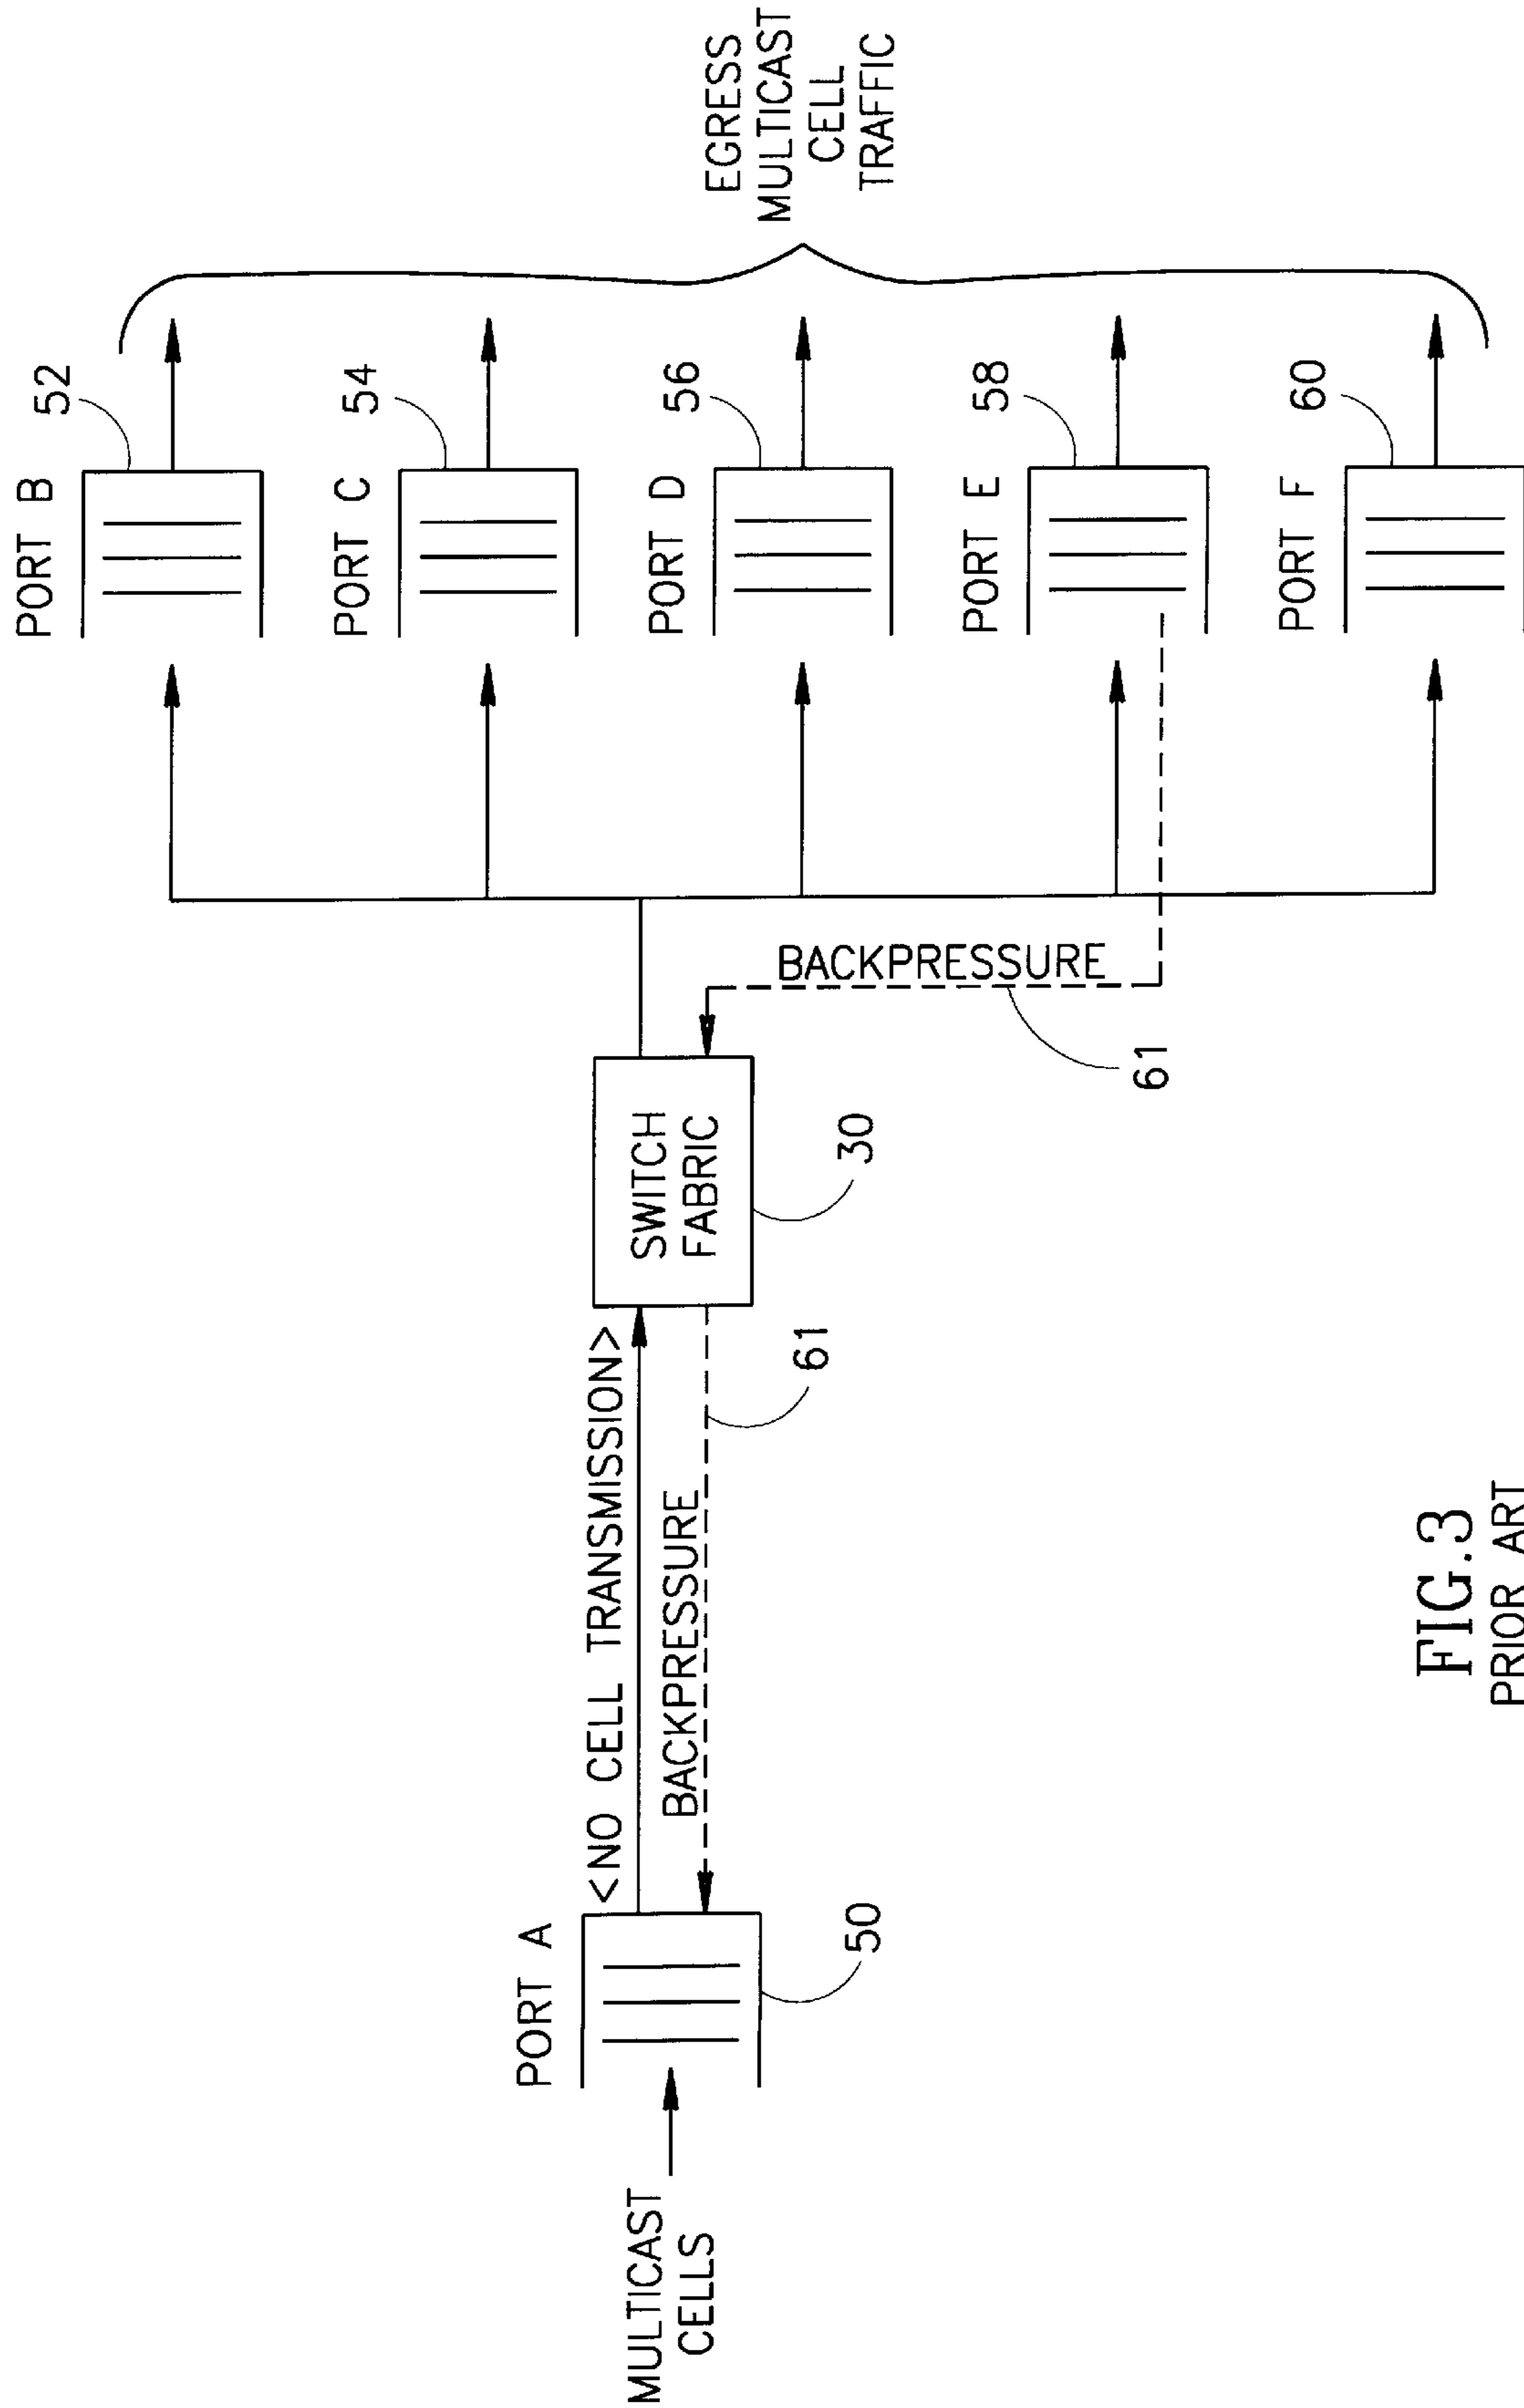 MULTICAST
CELLS
PORT A
50
<NO CELL TRANSMISSION>
BACKPRESSURE
61
SWITCH
FABRIC
30
BACKPRESSURE
61
PORT B
52
PORT C
54
PORT D
56
PORT E
58
PORT F
60
EGRESS
MULTICAST
CELL
TRAFFIC
FIG.3
PRIOR ART